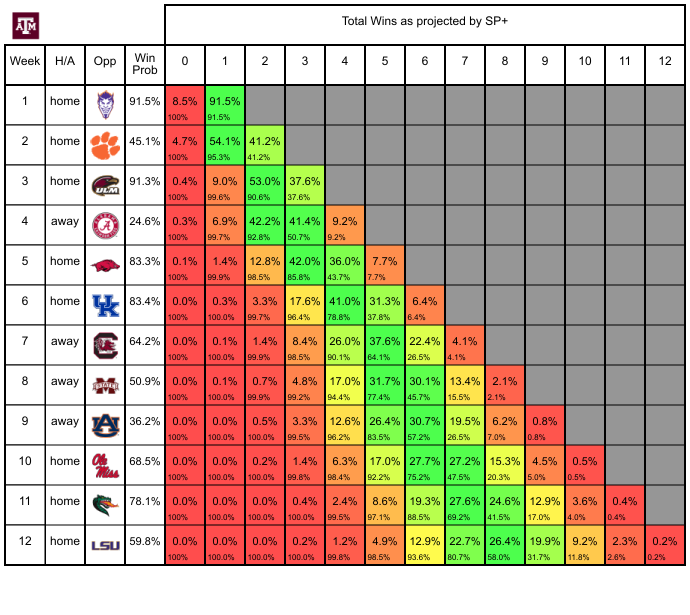 ATM
Total Wins as projected by SP+
Week H/A Opp Win Prob 0 1 2 3 4 5 6 7 8 9 10 11 12
1 home 91.5% 8.5% 91.5%
100% 91.5%
2 home 45.1% 4.7% 54.1% 41.2%
100% 95.3% 41.2%
3 home ULM 91.3% 0.4% 9.0% 53.0% 37.6%
100% 99.6% 90.6% 37.6%
4 away A 24.6% 0.3% 6.9% 42.2% 41.4% 9.2%
100% 99.7% 92.8% 50.7% 9.2%
5 home 83.3% 0.1% 1.4% 12.8% 42.0% 36.0% 7.7%
100% 99.9% 98.5% 85.8% 43.7% 7.7%
6 home UK 83.4% 0.0% 0.3% 3.3% 17.6% 41.0% 31.3% 6.4%
100% 100.0% 99.7% 96.4% 78.8% 37.8% 6.4%
7 away C 64.2% 0.0% 0.1% 1.4% 8.4% 26.0% 37.6% 22.4% 4.1%
100% 100.0% 99.9% 98.5% 90.1% 64.1% 26.5% 4.1%
8 away M STATE 50.9% 0.0% 0.1% 0.7% 4.8% 17.0% 31.7% 30.1% 13.4% 2.1%
100% 100.0% 99.9% 99.2% 94.4% 77.4% 45.7% 15.5% 2.1%
9 away AU 36.2% 0.0% 0.0% 0.5% 3.3% 12.6% 26.4% 30.7% 19.5% 6.2% 0.8%
100% 100.0% 100.0% 99.5% 96.2% 83.5% 57.2% 26.5% 7.0% 0.8%
10 home Ole Miss 68.5% 0.0% 0.0% 0.2% 1.4% 6.3% 17.0% 27.7% 27.2% 15.3% 4.5% 0.5%
100% 100.0% 100.0% 99.8% 98.4% 92.2% 75.2% 47.5% 20.3% 5.0% 0.5%
11 home 78.1% 0.0% 0.0% 0.0% 0.4% 2.4% 8.6% 19.3% 27.6% 24.6% 12.9% 3.6% 0.4%
100% 100.0% 100.0% 100.0% 99.5% 97.1% 88.5% 69.2% 41.5% 17.0% 4.0% 0.4%
12 home LSU 59.8% 0.0% 0.0% 0.0% 0.2% 1.2% 4.9% 12.9% 22.7% 26.4% 19.9% 9.2% 2.3% 0.2%
100% 100.0% 100.0% 100.0% 99.8% 98.5% 93.6% 80.7% 58.0% 31.7% 11.8% 2.6% 0.2%